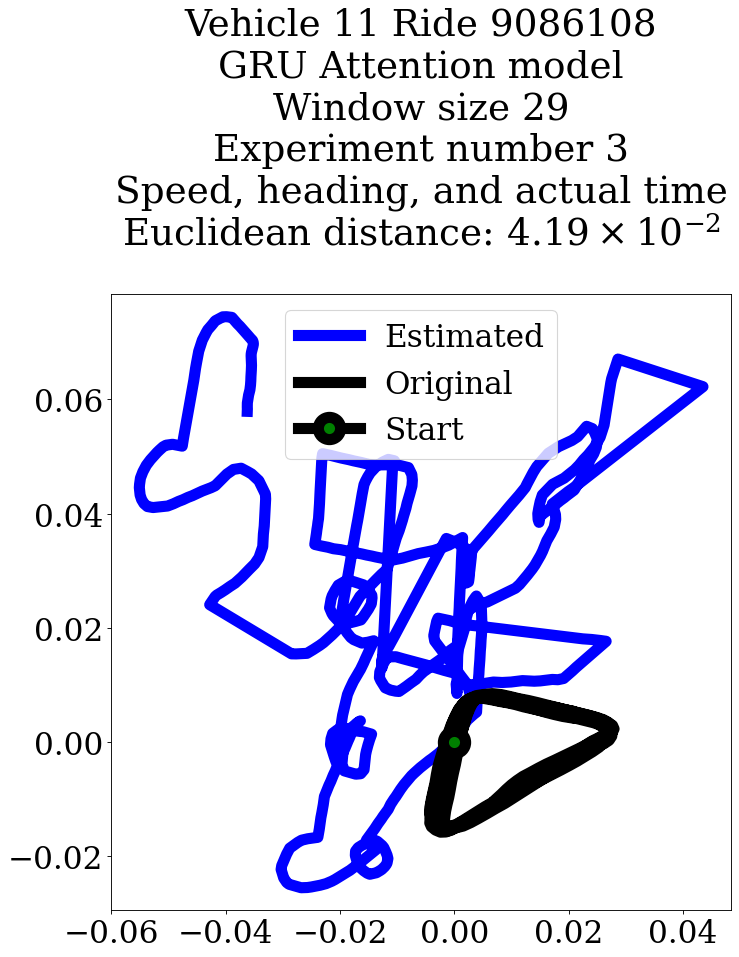 Vehicle 11 Ride 9086108
GRU Attention model
Window size 29
Experiment number 3
Speed, heading, and actual time
Euclidean distance: 4.19 × 10⁻²
Estimated
Original
Start
0.06
0.04
0.02
0.00
−0.02
−0.06 −0.04 −0.02 0.00 0.02 0.04